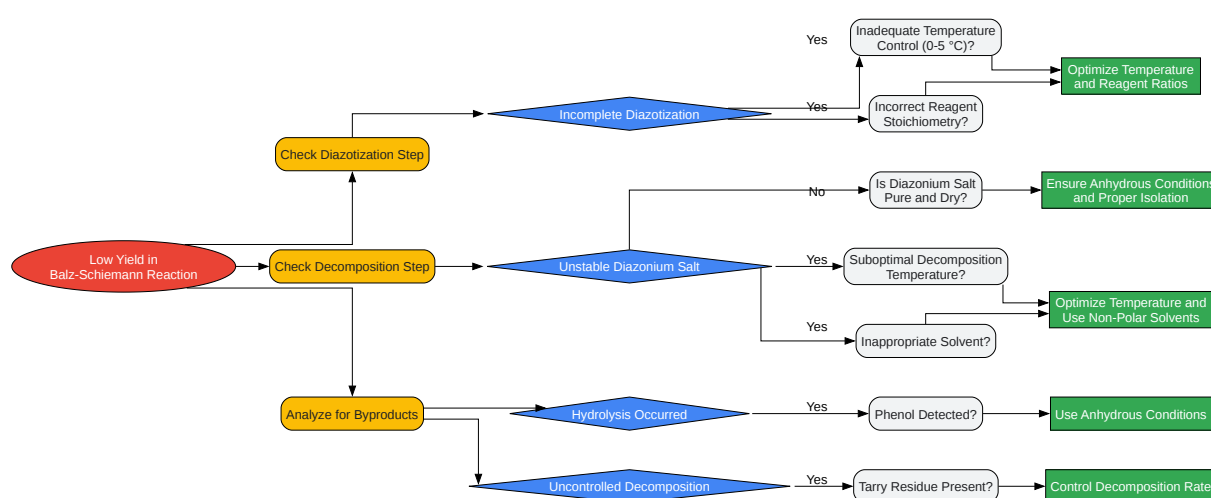 Yes
Inadequate Temperature
Control (0-5 °C)?
Optimize Temperature
and Reagent Ratios
Incomplete Diazotization
Yes
Incorrect Reagent
Stoichiometry?
Check Diazotization Step
No
Is Diazonium Salt
Pure and Dry?
Ensure Anhydrous Conditions
and Proper Isolation
Low Yield in
Balz-Schiemann Reaction
Check Decomposition Step
Unstable Diazonium Salt
Yes
Suboptimal Decomposition
Temperature?
Optimize Temperature and
Use Non-Polar Solvents
Yes
Inappropriate Solvent?
Analyze for Byproducts
Hydrolysis Occurred
Yes
Phenol Detected?
Use Anhydrous Conditions
Uncontrolled Decomposition
Yes
Tarry Residue Present?
Control Decomposition Rate